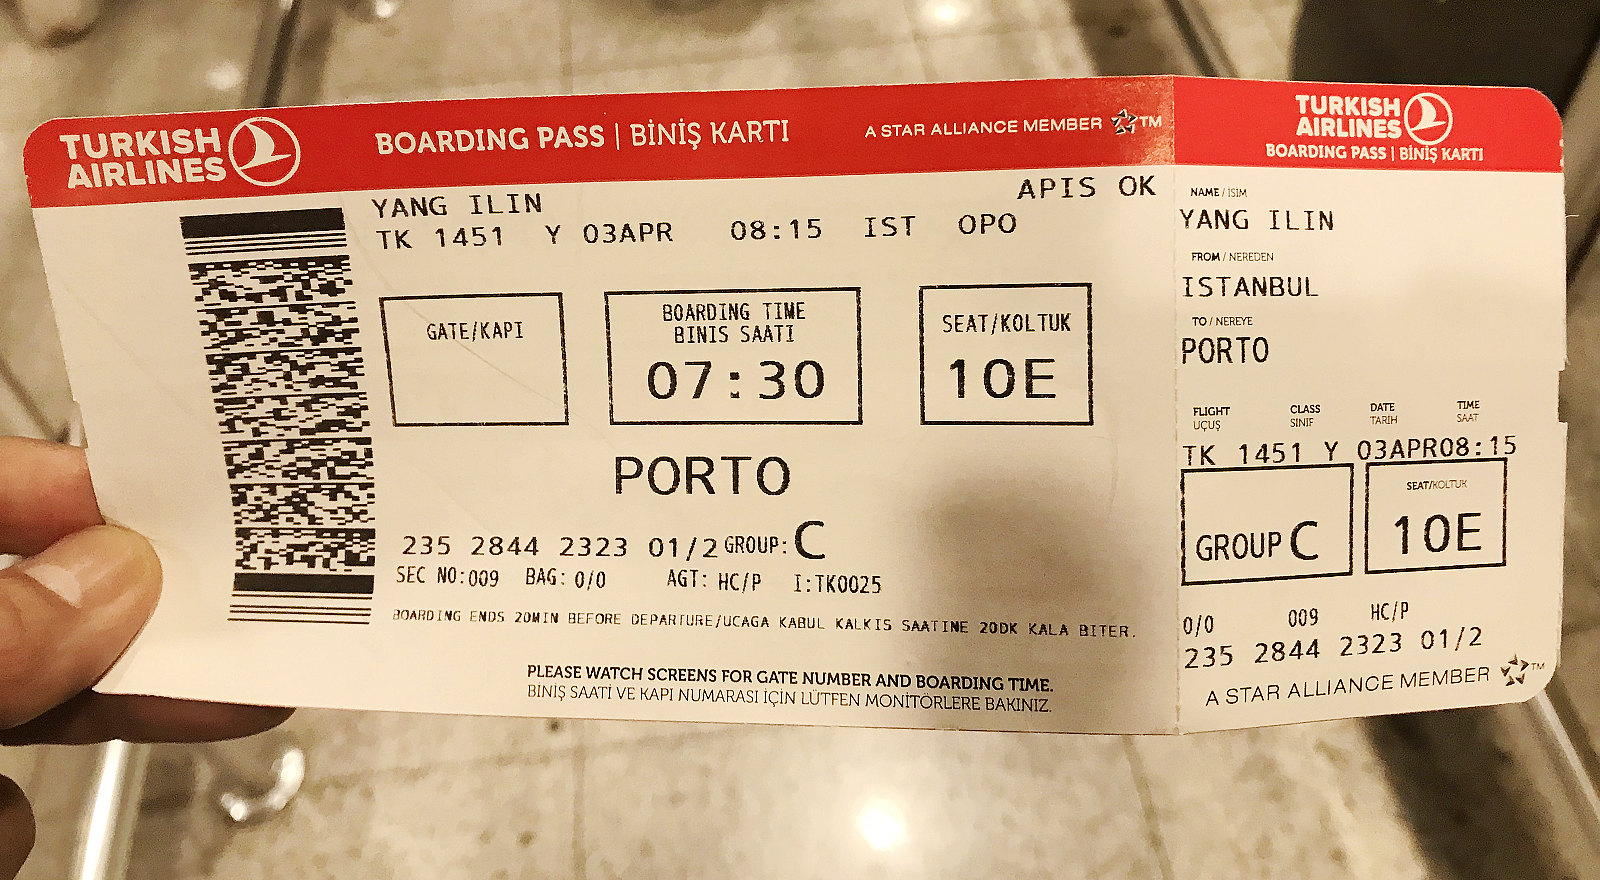 TURKISH
AIRLINES
BOARDING PASS | BİNİŞ KARTI
A STAR ALLIANCE MEMBER ™
YANG ILIN
APIS OK
TK 1451 Y 03APR 08:15 IST OPO
GATE/KAPI
BOARDING TIME
BINIS SAATI
07:30
SEAT/KOLTUK
10E
PORTO
235 2844 2323 01/2 GROUP: C
SEC NO:009 BAG: 0/0 AGT: HC/P I:TK0025
BOARDING ENDS 20MIN BEFORE DEPARTURE/UCAGA KABUL KALKIS SAATINE 20DK KALA BITER.
PLEASE WATCH SCREENS FOR GATE NUMBER AND BOARDING TIME.
BINIŞ SAATİ VE KAPI NUMARASI İÇİN LÜTFEN MONİTÖRLERE BAKINIZ.
TURKISH
AIRLINES
BOARDING PASS | BİNİŞ KARTI
NAME / ISIM
YANG ILIN
FROM / NEREDEN
ISTANBUL
TO / NEREYE
PORTO
FLIGHT CLASS DATE TIME
UÇUŞ SINIF TARIH SAAT
TK 1451 Y 03APR08:15
GROUP C
SEAT/KOLTUK
10E
0/0 009 HC/P
235 2844 2323 01/2
A STAR ALLIANCE MEMBER ™